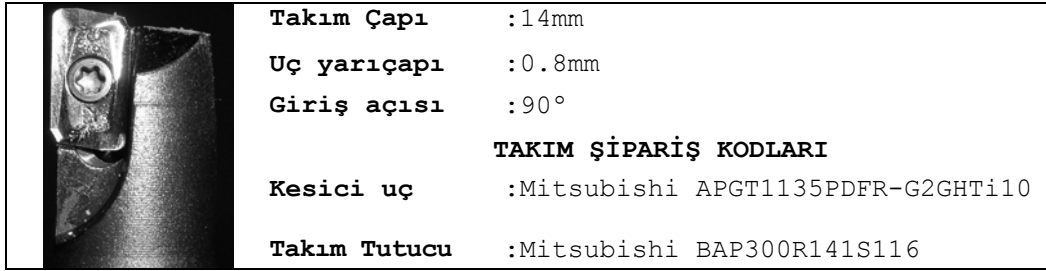 Takım Çapı :14mm
Uç yarıçapı :0.8mm
Giriş açısı :90°
TAKIM ŞİPARİŞ KODLARI
Kesici uç :Mitsubishi APGT1135PDFR-G2GHTi10
Takım Tutucu :Mitsubishi BAP300R141S116